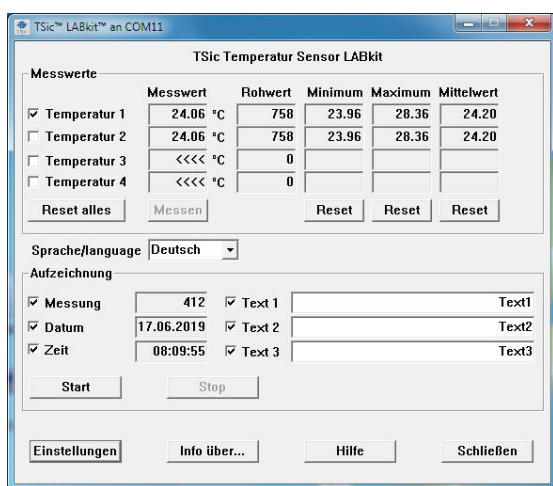 TSic™ LABkit™ an COM11
TSic Temperatur Sensor LABkit
Messwerte
Messwert Rohwert Minimum Maximum Mittelwert
Temperatur 1 24.06 °C 758 23.96 28.36 24.20
Temperatur 2 24.06 °C 758 23.96 28.36 24.20
Temperatur 3 <<<< °C 0
Temperatur 4 <<<< °C 0
Reset alles Messen Reset Reset Reset
Sprache/language Deutsch
Aufzeichnung
Messung 412 Text 1 Text1
Datum 17.06.2019 Text 2 Text2
Zeit 08:09:55 Text 3 Text3
Start Stop
Einstellungen Info über... Hilfe Schließen